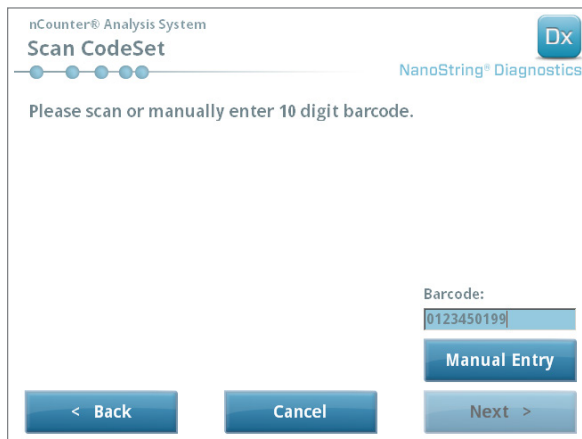 nCounter® Analysis System
Scan CodeSet
Dx
NanoString® Diagnostics
Please scan or manually enter 10 digit barcode.
Barcode:
0123450199
Manual Entry
< Back
Cancel
Next >